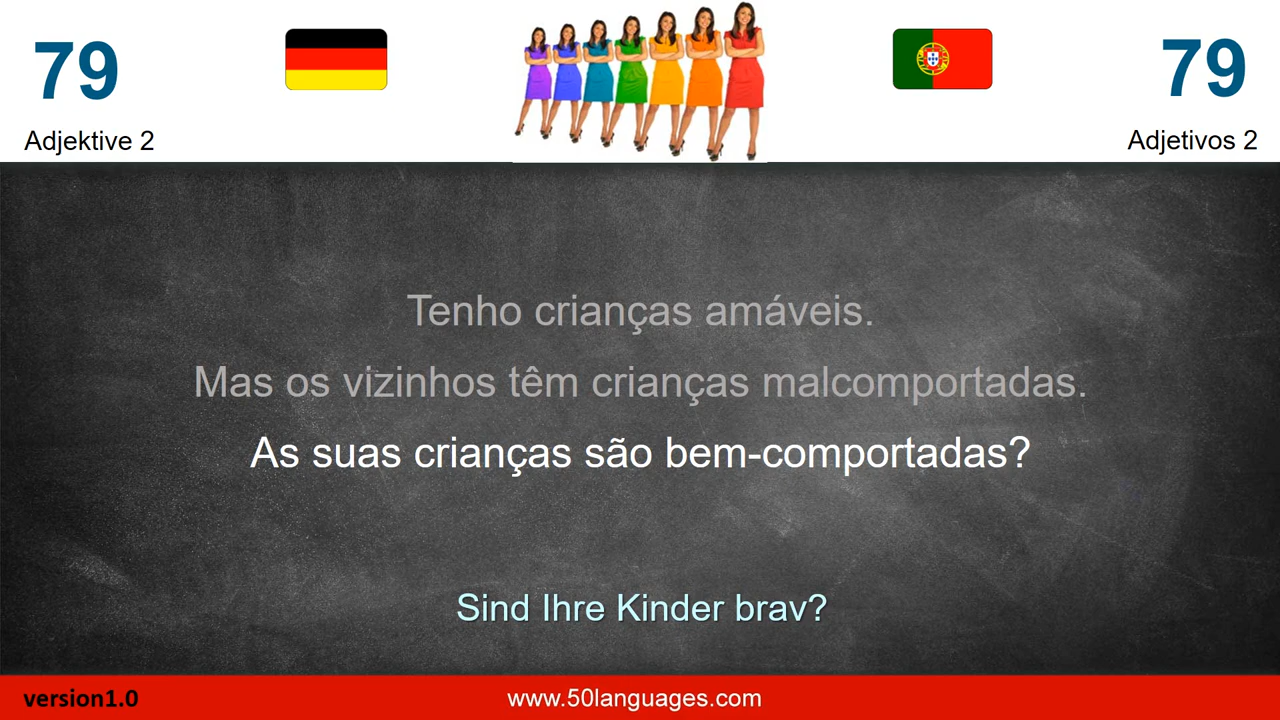 79
79
Adjektive 2
Adjetivos 2
Tenho crianças amáveis.
Mas os vizinhos têm crianças malcomportadas.
As suas crianças são bem-comportadas?
Sind Ihre Kinder brav?
version1.0
www.50languages.com